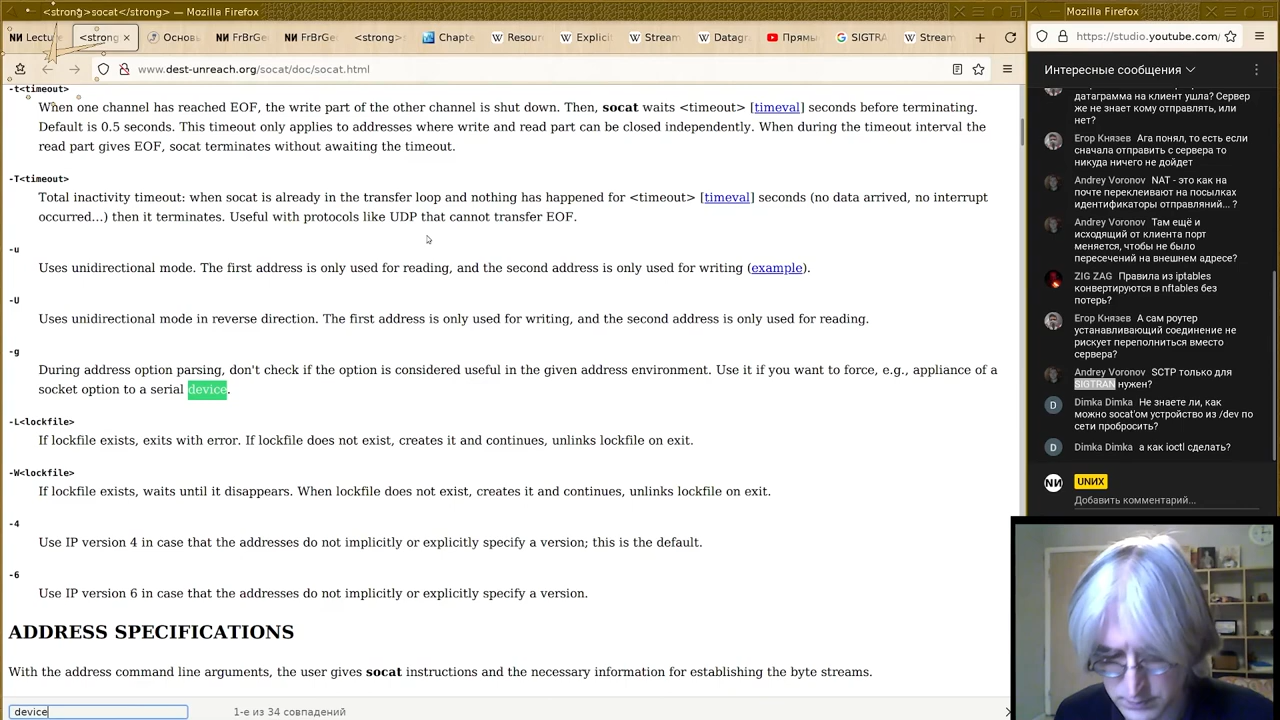 <strong>socat</strong> — Mozilla Firefox
Mozilla Firefox
Lectu
<strong
Основ
FrBrGe
FrBrGe
<strong>
Chapte
Resou
Explici
Stream
Datagr
Прямы
SIGTRA
Stream
www.dest-unreach.org/socat/doc/socat.html
https://studio.youtube.com/
-t<timeout>
When one channel has reached EOF, the write part of the other channel is shut down. Then, socat waits <timeout> [timeval] seconds before terminating.
Default is 0.5 seconds. This timeout only applies to addresses where write and read part can be closed independently. When during the timeout interval the
read part gives EOF, socat terminates without awaiting the timeout.
-T<timeout>
Total inactivity timeout: when socat is already in the transfer loop and nothing has happened for <timeout> [timeval] seconds (no data arrived, no interrupt
occurred...) then it terminates. Useful with protocols like UDP that cannot transfer EOF.
-u
Uses unidirectional mode. The first address is only used for reading, and the second address is only used for writing (example).
-U
Uses unidirectional mode in reverse direction. The first address is only used for writing, and the second address is only used for reading.
-g
During address option parsing, don't check if the option is considered useful in the given address environment. Use it if you want to force, e.g., appliance of a
socket option to a serial device.
-L<lockfile>
If lockfile exists, exits with error. If lockfile does not exist, creates it and continues, unlinks lockfile on exit.
-W<lockfile>
If lockfile exists, waits until it disappears. When lockfile does not exist, creates it and continues, unlinks lockfile on exit.
-4
Use IP version 4 in case that the addresses do not implicitly or explicitly specify a version; this is the default.
-6
Use IP version 6 in case that the addresses do not implicitly or explicitly specify a version.
ADDRESS SPECIFICATIONS
With the address command line arguments, the user gives socat instructions and the necessary information for establishing the byte streams.
device
1-е из 34 совпадений
Интересные сообщения
датаграмма на клиент ушла? Сервер
же не знает кому отправлять, или
нет?
Егор Князев Ага понял, то есть если
сначала отправить с сервера то
никуда ничего не дойдет
Andrey Voronov NAT - это как на
почте переклеивают на посылках
идентификаторы отправляний... ?
Andrey Voronov Там ещё и
исходящий от клиента порт
меняется, чтобы не было
пересечений на внешнем адресе?
ZIG ZAG Правила из iptables
конвертируются в nftables без
потерь?
Егор Князев А сам роутер
устанавливающий соединение не
рискует переполниться вместо
сервера?
Andrey Voronov SCTP только для
SIGTRAN нужен?
Dimka Dimka Не знаете ли, как
можно socat'ом устройство из /dev по
сети пробросить?
Dimka Dimka а как ioctl сделать?
UNИX
Добавить комментарий...